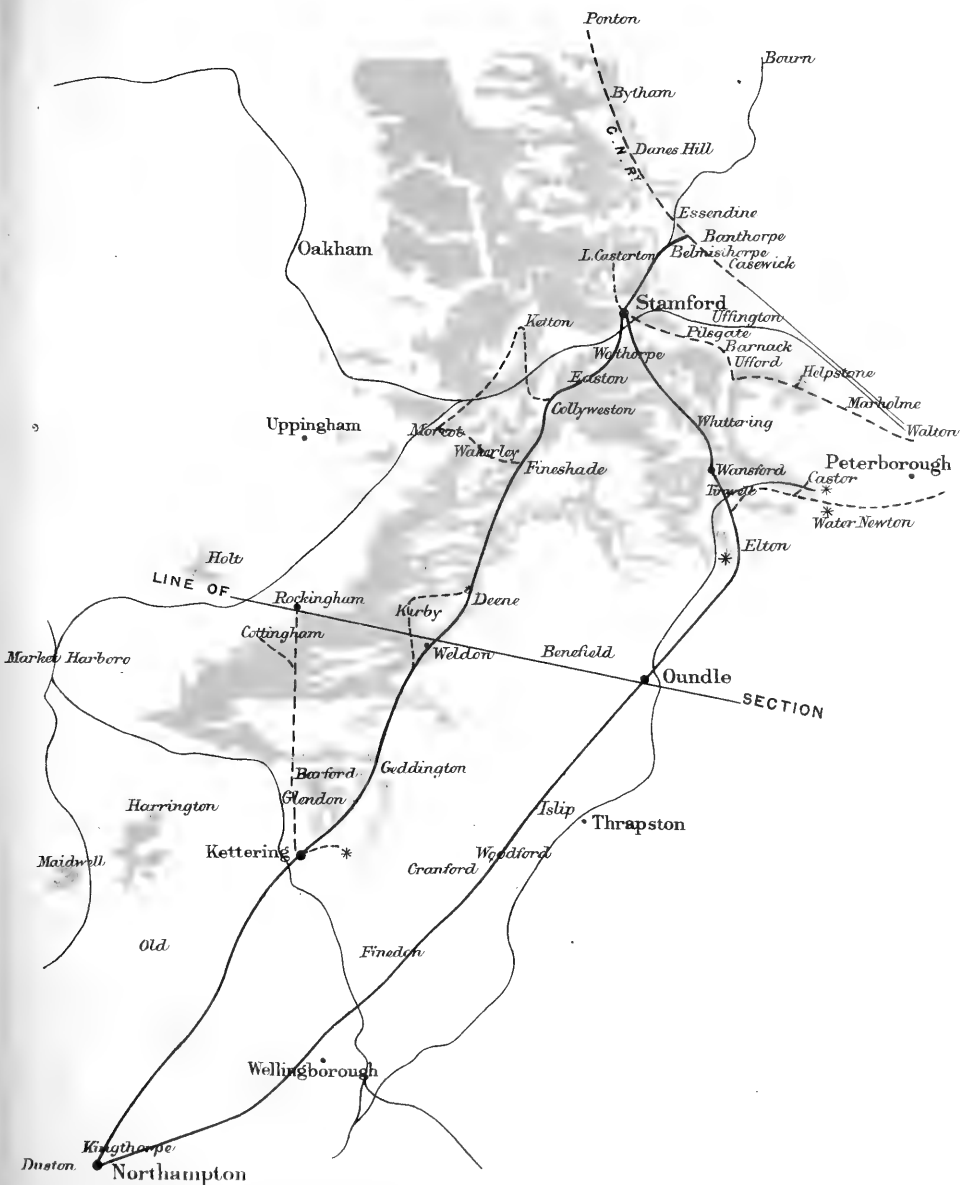 Ponton
Bourn
Bytham
G. N. Ry.
Danes Hill
Essendine
Banthorpe
Belmisthorpe
Casewick
Oakham
L. Casterton
Stamford
Uffington
Ketton
Pilsgate
Barnack
Ufford
Wothorpe
Helpstone
Easton
Marholme
Collyweston
Whittering
Walton
Uppingham
Morcot
Wakerley
Fineshade
Wansford
Peterborough
Castor
Water Newton
Elton
Holt
LINE OF
Rockingham
Deene
Kirby
Cottingham
Weldon
Benefield
Market Harboro
Oundle
SECTION
Geddington
Barford
Glendon
Harrington
Islip
Thrapston
Kettering
Woodford
Maidwell
Cranford
Old
Finedon
Wellingborough
Kingthorpe
Duston.
Northampton